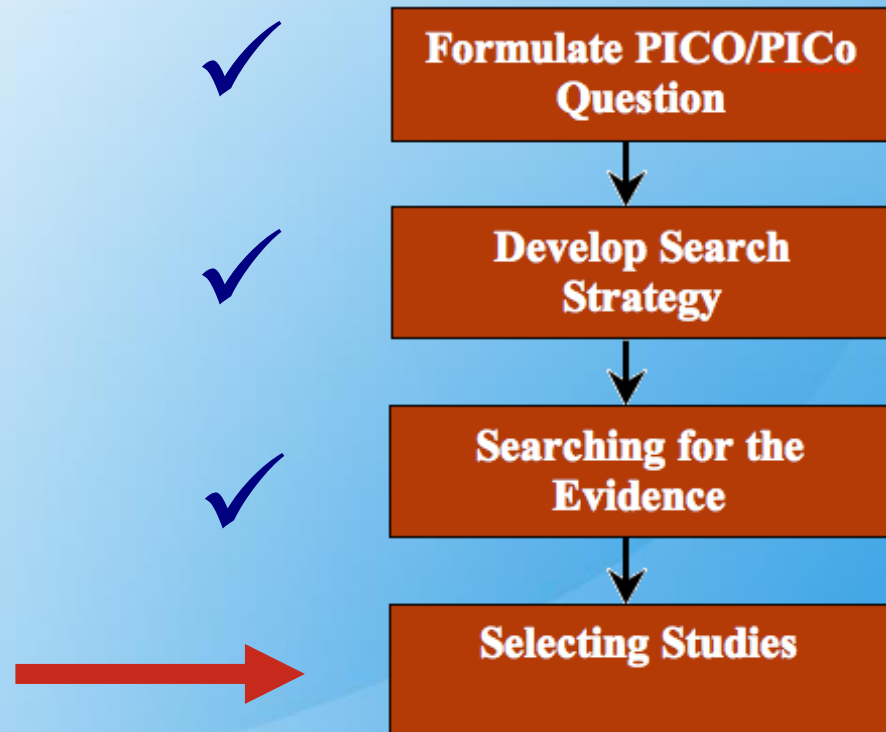 Formulate PICO/PICo
Question
Develop Search
Strategy
Searching for the
Evidence
Selecting Studies